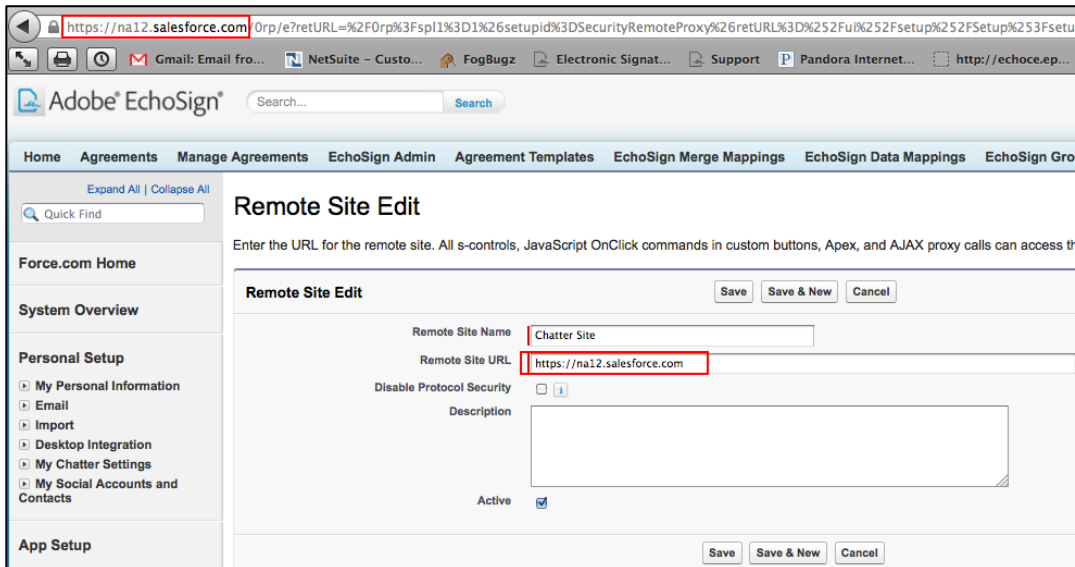 https://na12.salesforce.com/0rp/e?retURL=%2F0rp%3Fspl1%3D1%26setupid%3DSecurityRemoteProxy%26retURL%3D%252Fui%252Fsetup%252FSetup%253Fsetu
Gmail: Email fro... NetSuite - Custo... FogBugz Electronic Signat... Support Pandora Internet... http://echoce.ep...
Adobe® EchoSign® Search... Search
Home Agreements Manage Agreements EchoSign Admin Agreement Templates EchoSign Merge Mappings EchoSign Data Mappings EchoSign Gro
Expand All | Collapse All
Quick Find
Force.com Home
System Overview
Personal Setup
My Personal Information
Email
Import
Desktop Integration
My Chatter Settings
My Social Accounts and
Contacts
App Setup
Remote Site Edit
Enter the URL for the remote site. All s-controls, JavaScript OnClick commands in custom buttons, Apex, and AJAX proxy calls can access th
Remote Site Edit Save Save & New Cancel
Remote Site Name Chatter Site
Remote Site URL https://na12.salesforce.com
Disable Protocol Security i
Description
Active
Save Save & New Cancel